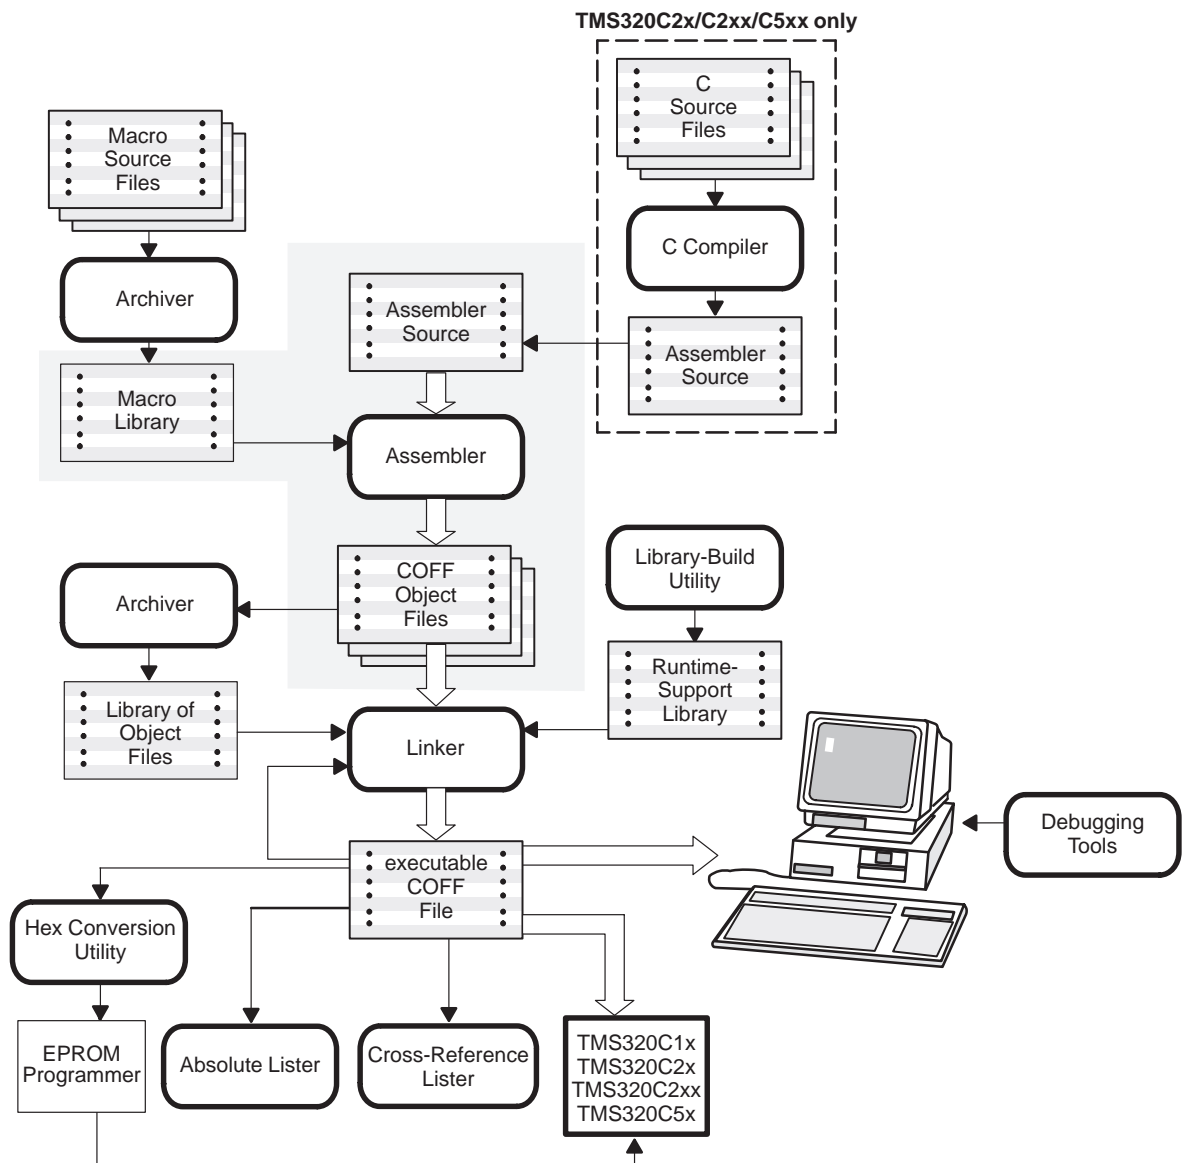 TMS320C2x/C2xx/C5xx only
C
Source
Files
Macro
Source
Files
C Compiler
Archiver
Assembler
Source
Assembler
Source
Macro
Library
Assembler
Library-Build
Utility
COFF
Object
Files
Archiver
Runtime-
Support
Library
Library of
Object
Files
Linker
Debugging
Tools
executable
COFF
File
Hex Conversion
Utility
EPROM
Programmer
Absolute Lister
Cross-Reference
Lister
TMS320C1x
TMS320C2x
TMS320C2xx
TMS320C5x